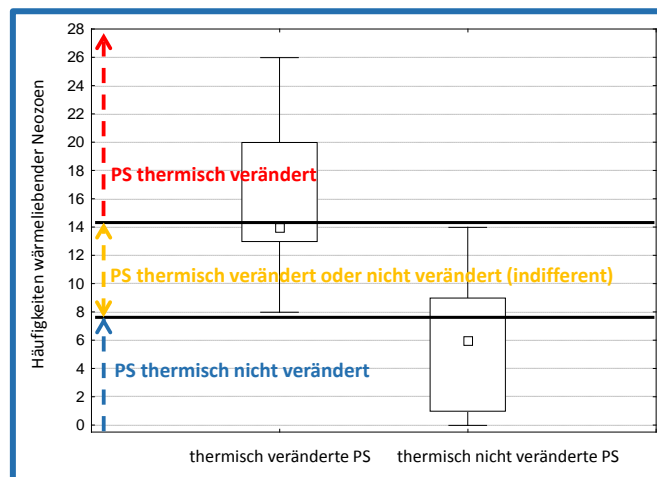 Häufigkeiten wärmeliebender Neozoen
28
26
24
22
20
18
16
14
12
10
8
6
4
2
0
PS thermisch verändert
PS thermisch verändert oder nicht verändert (indifferent)
PS thermisch nicht verändert
thermisch veränderte PS
thermisch nicht veränderte PS